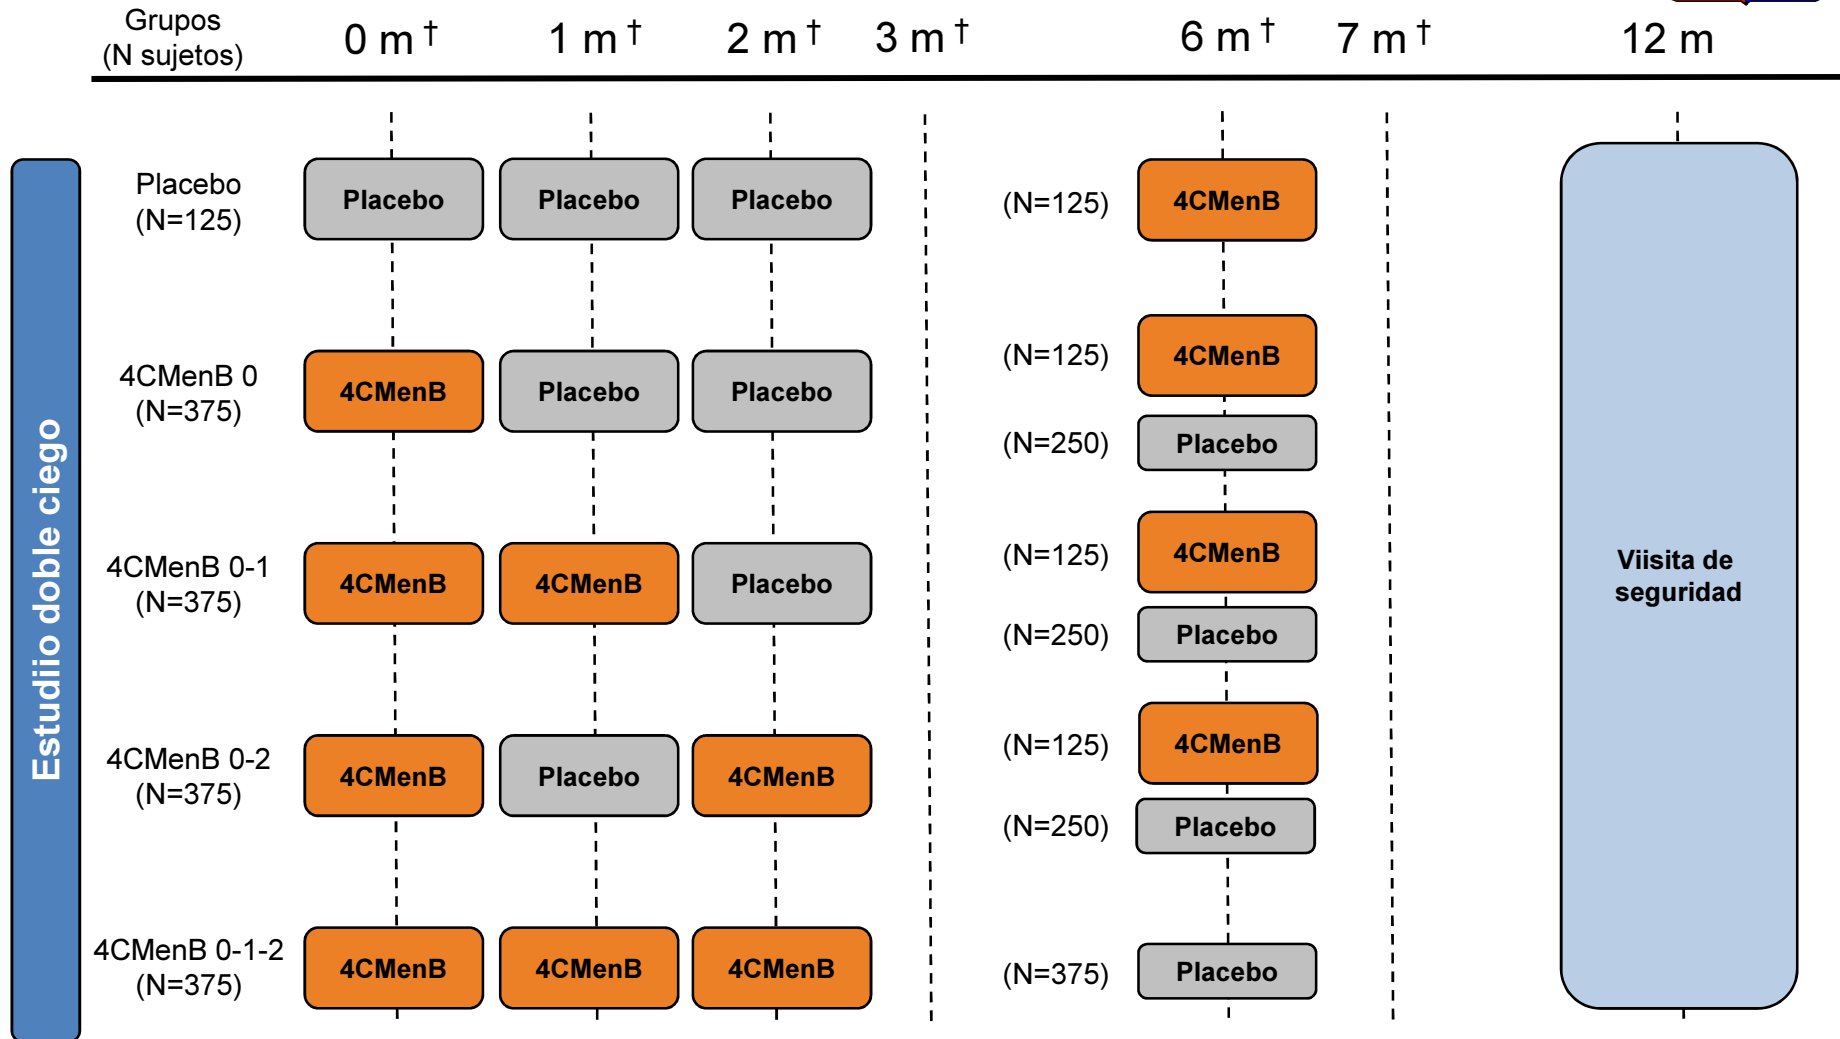 Grupos
(N sujetos)
0 m †
1 m †
2 m †
3 m †
6 m †
7 m †
12 m
Estudiio doble ciego
Placebo
(N=125)
Placebo
Placebo
Placebo
(N=125)
4CMenB
4CMenB 0
(N=375)
4CMenB
Placebo
Placebo
(N=125)
4CMenB
(N=250)
Placebo
4CMenB 0-1
(N=375)
4CMenB
4CMenB
Placebo
(N=125)
4CMenB
(N=250)
Placebo
4CMenB 0-2
(N=375)
4CMenB
Placebo
4CMenB
(N=125)
4CMenB
(N=250)
Placebo
4CMenB 0-1-2
(N=375)
4CMenB
4CMenB
4CMenB
(N=375)
Placebo
Viisita de
seguridad